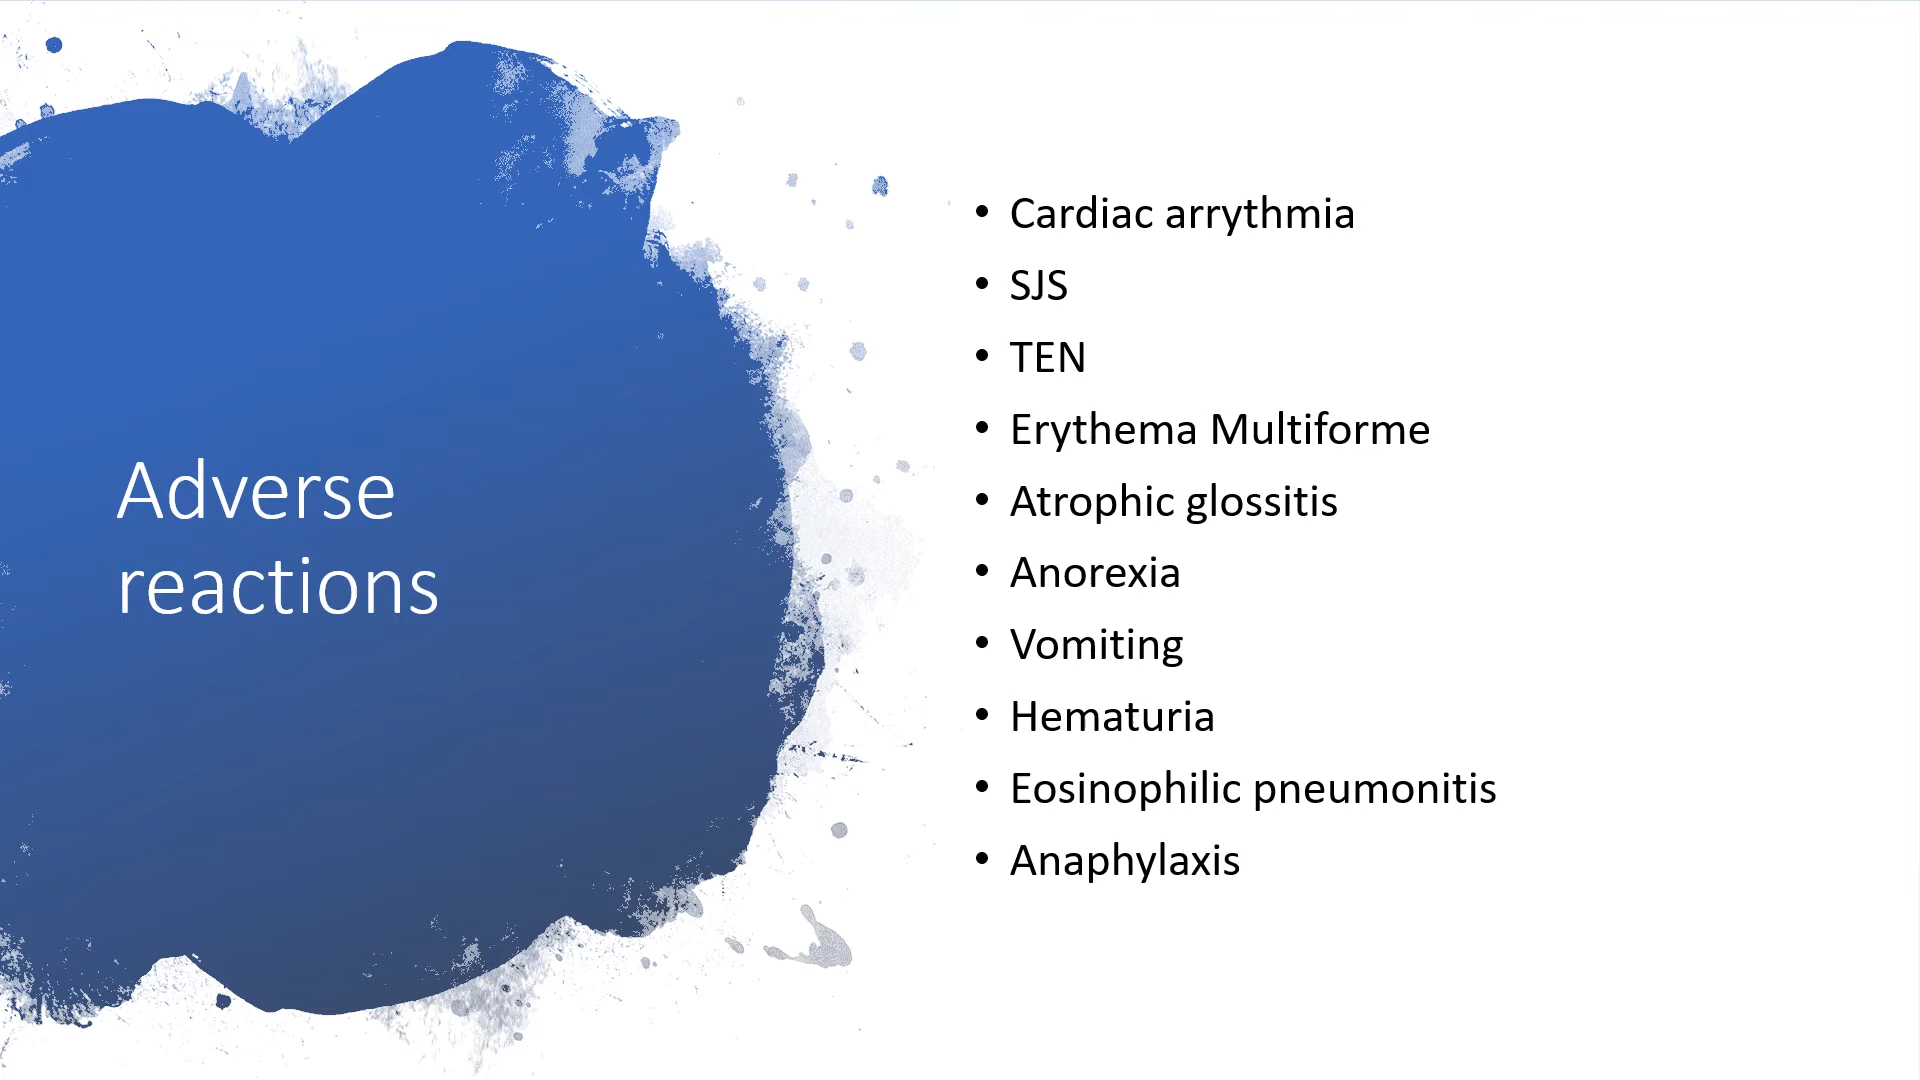 Adverse
reactions
• Cardiac arrythmia
• SJS
• TEN
• Erythema Multiforme
• Atrophic glossitis
• Anorexia
• Vomiting
• Hematuria
• Eosinophilic pneumonitis
• Anaphylaxis